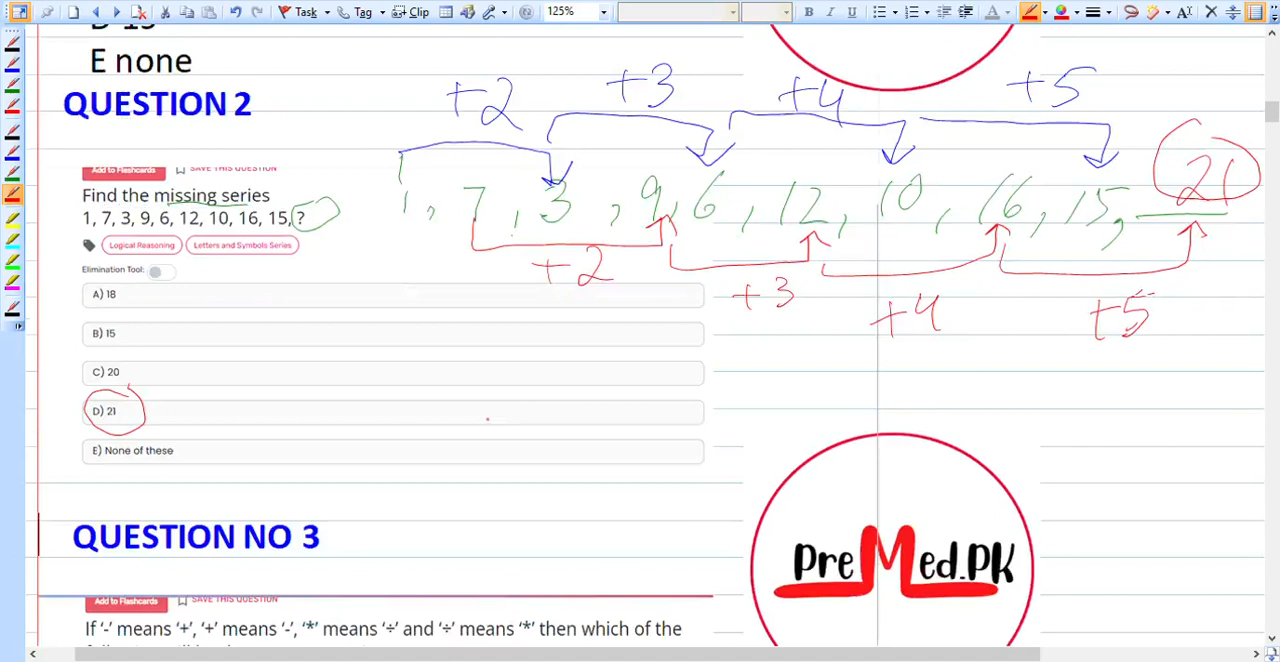 Task
Tag
Clip
125%
B I U
E none
QUESTION 2
+2 +3 +4 +5
Add to Flashcards SAVE THIS QUESTION
Find the missing series
1, 7, 3, 9, 6, 12, 10, 16, 15, ?
1, 7, 3, 9, 6, 12, 10, 16, 15, 21
Logical Reasoning Letters and Symbols Series
+2 +3 +4 +5
Elimination Tool:
A) 18
B) 15
C) 20
D) 21
E) None of these
QUESTION NO 3
PreMed.PK
Add to Flashcards SAVE THIS QUESTION
If ‘-’ means ‘+’, ‘+’ means ‘-’, ‘*’ means ‘÷’ and ‘÷’ means ‘*’ then which of the